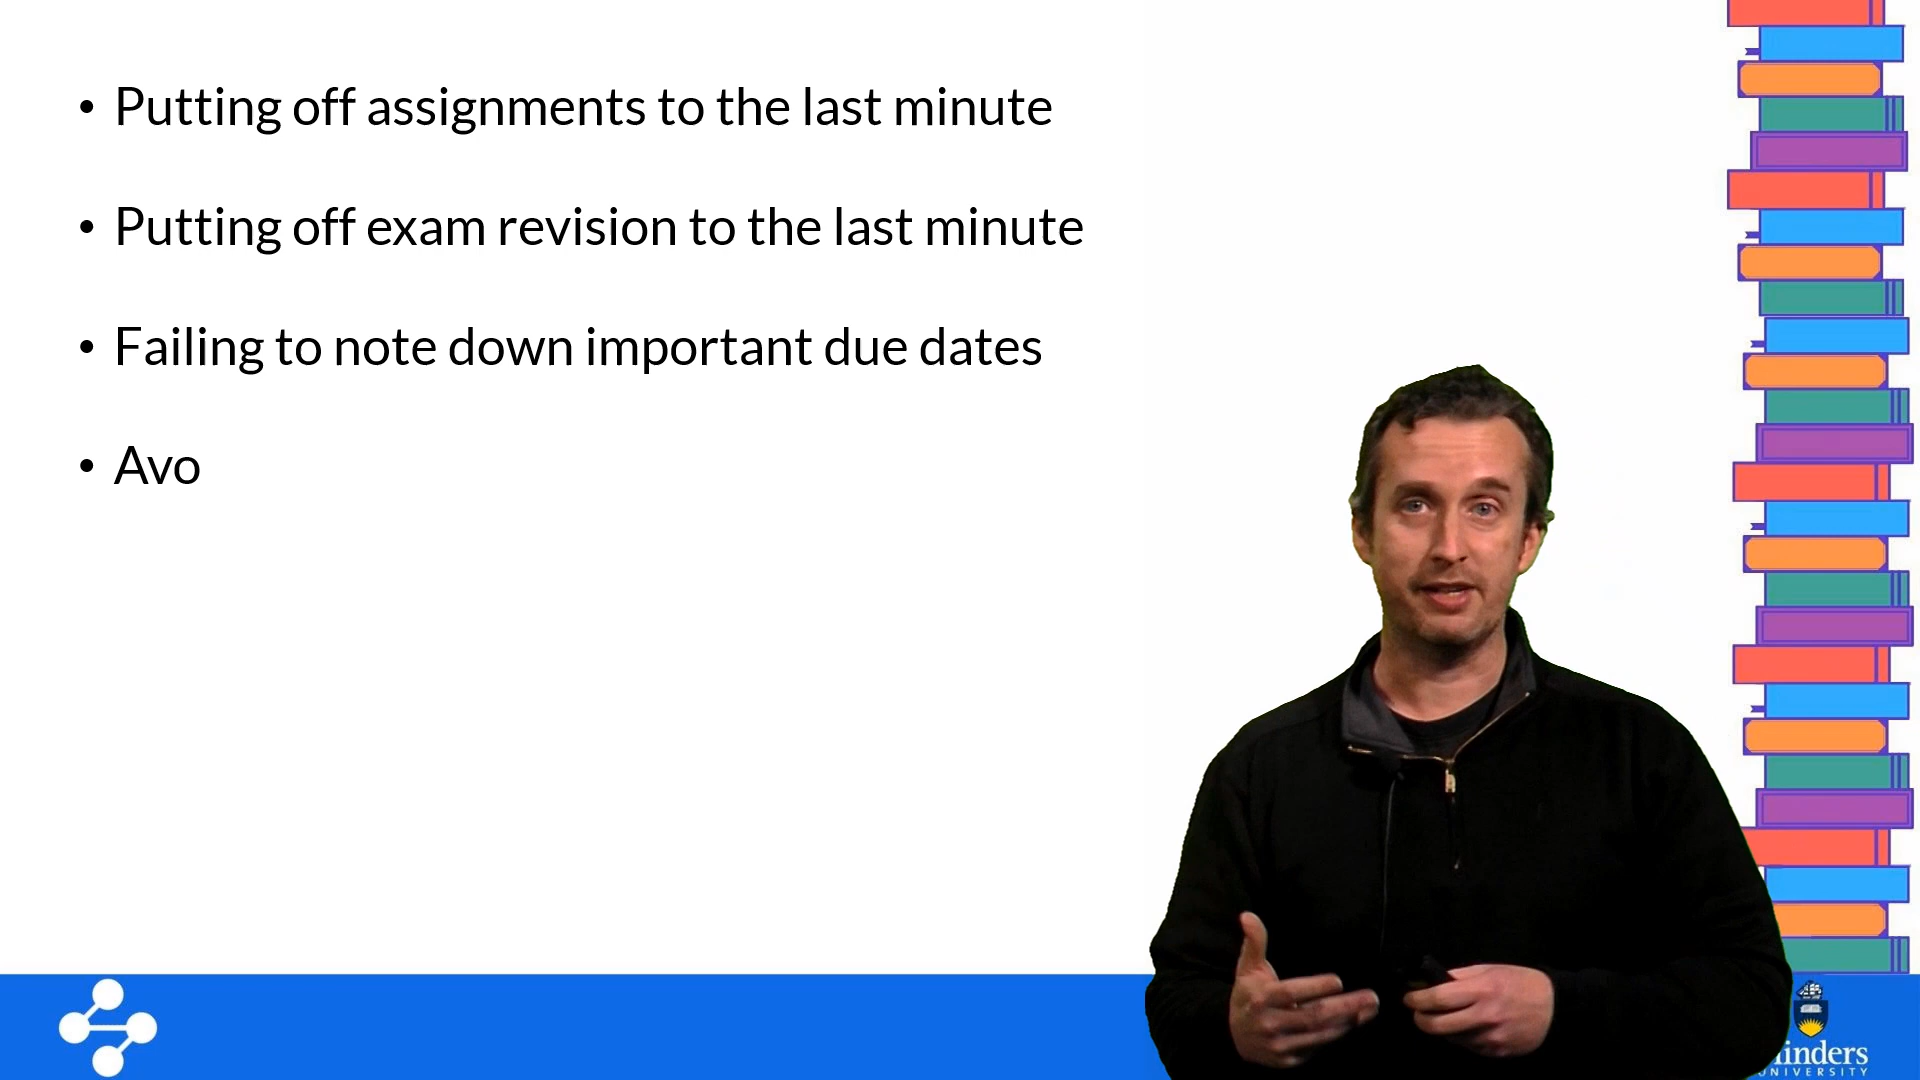 • Putting off assignments to the last minute
• Putting off exam revision to the last minute
• Failing to note down important due dates
• Avo
linders
UNIVERSITY